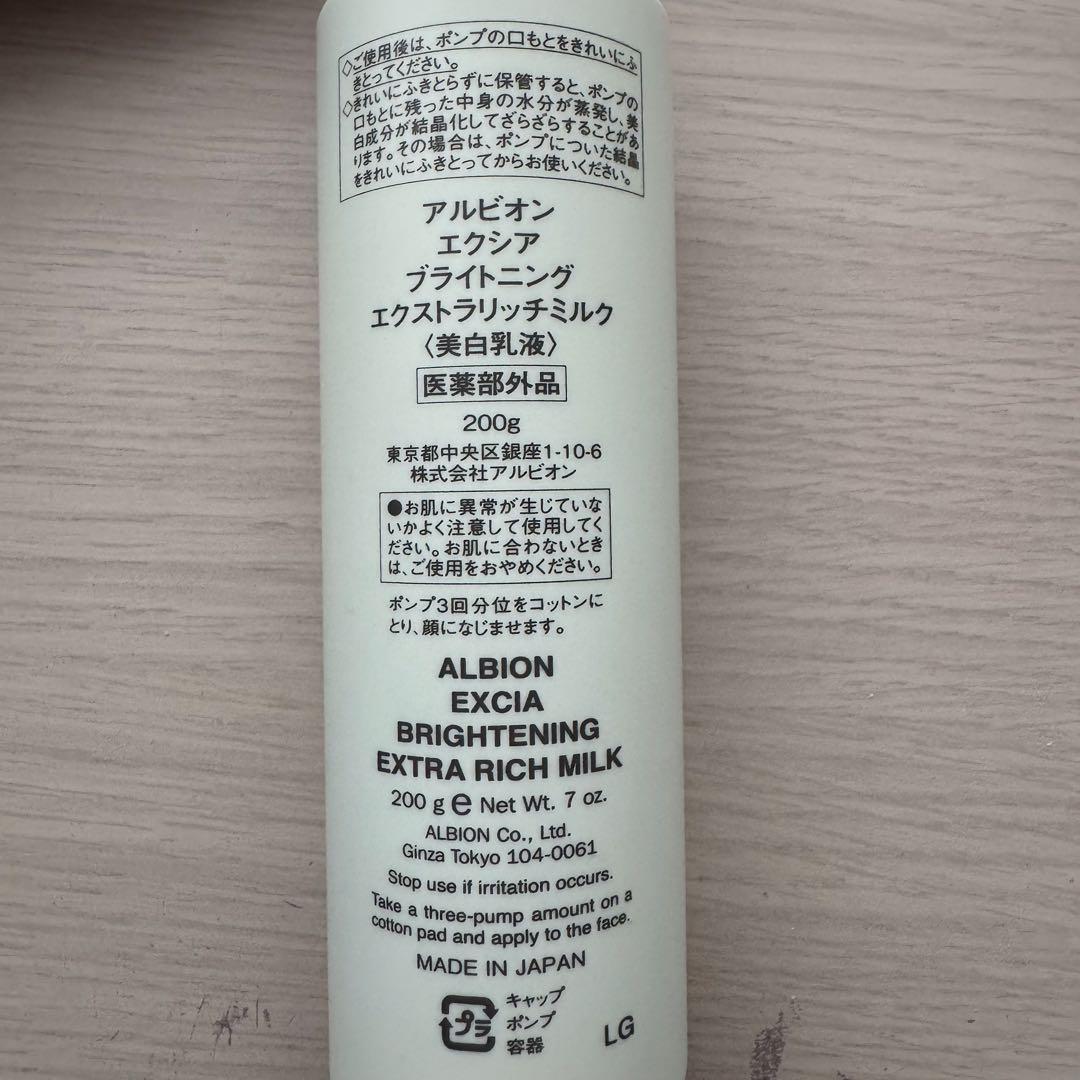 ◇ご使用後は、ポンプの口もとをきれいにふ
きとってください。
◇きれいにふきとらずに保管すると、ポンプの
口もとに残った中身の水分が蒸発し、美
白成分が結晶化してざらざらすることがあ
ります。その場合は、ポンプについた結晶
をきれいにふきとってからお使いください。
アルビオン
エクシア
ブライトニング
エクストラリッチミルク
〈美白乳液〉
医薬部外品
200g
東京都中央区銀座1-10-6
株式会社アルビオン
●お肌に異常が生じていな
いかよく注意して使用してく
ださい。お肌に合わないとき
は、ご使用をおやめください。
ポンプ3回分位をコットンに
とり、顔になじませます。
ALBION
EXCIA
BRIGHTENING
EXTRA RICH MILK
200 g e Net Wt. 7 oz.
ALBION Co., Ltd.
Ginza Tokyo 104-0061
Stop use if irritation occurs.
Take a three-pump amount on a
cotton pad and apply to the face.
MADE IN JAPAN
プラ
キャップ
ポンプ
容器
LG